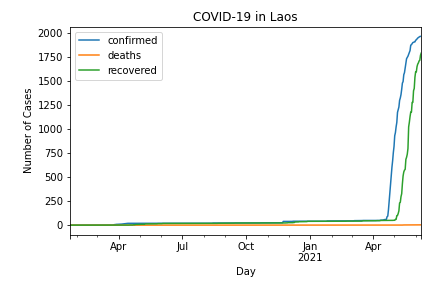 COVID-19 in Laos
confirmed
deaths
recovered
Number of Cases
2000
1750
1500
1250
1000
750
500
250
0
Apr Jul Oct Jan Apr
2021
Day